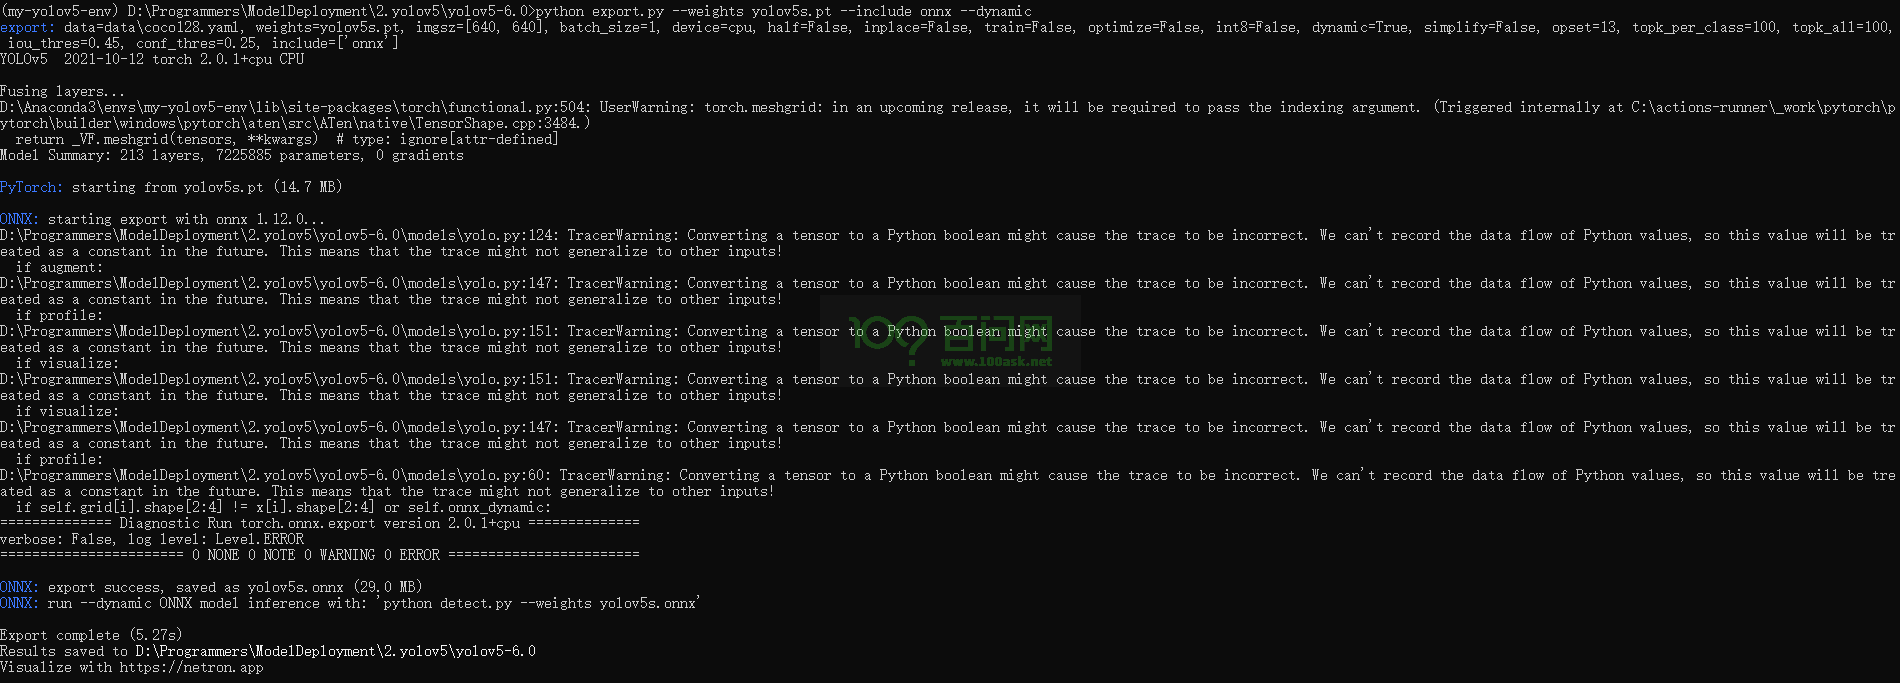 (my-yolov5-env) D:\Programmers\ModelDeployment\2.yolov5\yolov5-6.0>python export.py --weights yolov5s.pt --include onnx --dynamic
export: data=data\coco128.yaml, weights=yolov5s.pt, imgsz=[640, 640], batch_size=1, device=cpu, half=False, inplace=False, train=False, optimize=False, int8=False, dynamic=True, simplify=False, opset=13, topk_per_class=100, topk_all=100,
 iou_thres=0.45, conf_thres=0.25, include=['onnx']
YOLOv5  2021-10-12 torch 2.0.1+cpu CPU
Fusing layers...
D:\Anaconda3\envs\my-yolov5-env\lib\site-packages\torch\functional.py:504: UserWarning: torch.meshgrid: in an upcoming release, it will be required to pass the indexing argument. (Triggered internally at C:\actions-runner\_work\pytorch\p
ytorch\builder\windows\pytorch\aten\src\ATen\native\TensorShape.cpp:3484.)
  return _VF.meshgrid(tensors, **kwargs)  # type: ignore[attr-defined]
Model Summary: 213 layers, 7225885 parameters, 0 gradients
PyTorch: starting from yolov5s.pt (14.7 MB)
ONNX: starting export with onnx 1.12.0...
D:\Programmers\ModelDeployment\2.yolov5\yolov5-6.0\models\yolo.py:124: TracerWarning: Converting a tensor to a Python boolean might cause the trace to be incorrect. We can't record the data flow of Python values, so this value will be tr
eated as a constant in the future. This means that the trace might not generalize to other inputs!
  if augment:
D:\Programmers\ModelDeployment\2.yolov5\yolov5-6.0\models\yolo.py:147: TracerWarning: Converting a tensor to a Python boolean might cause the trace to be incorrect. We can't record the data flow of Python values, so this value will be tr
eated as a constant in the future. This means that the trace might not generalize to other inputs!
  if profile:
D:\Programmers\ModelDeployment\2.yolov5\yolov5-6.0\models\yolo.py:151: TracerWarning: Converting a tensor to a Python boolean might cause the trace to be incorrect. We can't record the data flow of Python values, so this value will be tr
eated as a constant in the future. This means that the trace might not generalize to other inputs!
  if visualize:
D:\Programmers\ModelDeployment\2.yolov5\yolov5-6.0\models\yolo.py:151: TracerWarning: Converting a tensor to a Python boolean might cause the trace to be incorrect. We can't record the data flow of Python values, so this value will be tr
eated as a constant in the future. This means that the trace might not generalize to other inputs!
  if visualize:
D:\Programmers\ModelDeployment\2.yolov5\yolov5-6.0\models\yolo.py:147: TracerWarning: Converting a tensor to a Python boolean might cause the trace to be incorrect. We can't record the data flow of Python values, so this value will be tr
eated as a constant in the future. This means that the trace might not generalize to other inputs!
  if profile:
D:\Programmers\ModelDeployment\2.yolov5\yolov5-6.0\models\yolo.py:60: TracerWarning: Converting a tensor to a Python boolean might cause the trace to be incorrect. We can't record the data flow of Python values, so this value will be tre
ated as a constant in the future. This means that the trace might not generalize to other inputs!
  if self.grid[i].shape[2:4] != x[i].shape[2:4] or self.onnx_dynamic:
============== Diagnostic Run torch.onnx.export version 2.0.1+cpu ==============
verbose: False, log level: Level.ERROR
======================= 0 NONE 0 NOTE 0 WARNING 0 ERROR ========================
ONNX: export success, saved as yolov5s.onnx (29.0 MB)
ONNX: run --dynamic ONNX model inference with: 'python detect.py --weights yolov5s.onnx'
Export complete (5.27s)
Results saved to D:\Programmers\ModelDeployment\2.yolov5\yolov5-6.0
Visualize with https://netron.app
100?
百问网
www.100ask.net